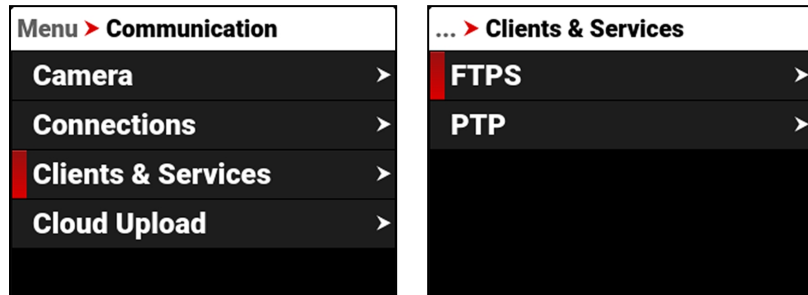 Menu > Communication
Camera >
Connections >
Clients & Services >
Cloud Upload >
... > Clients & Services
FTPS >
PTP >